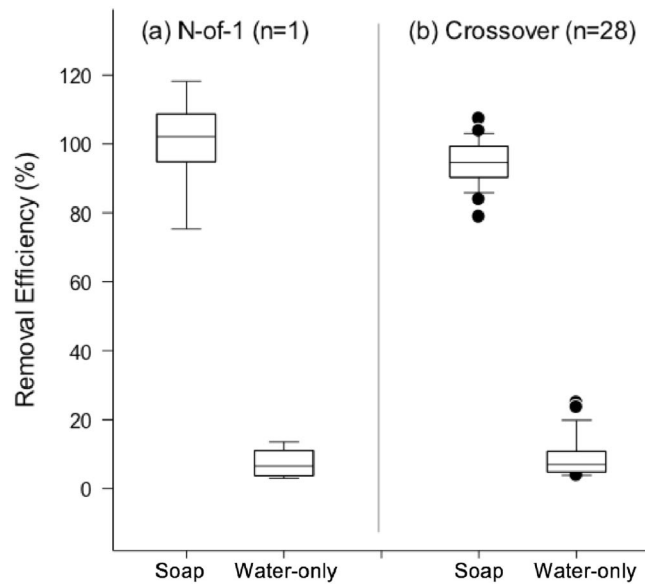 (a) N-of-1 (n=1)
(b) Crossover (n=28)
Removal Efficiency (%)
120
100
80
60
40
20
0
Soap Water-only Soap Water-only